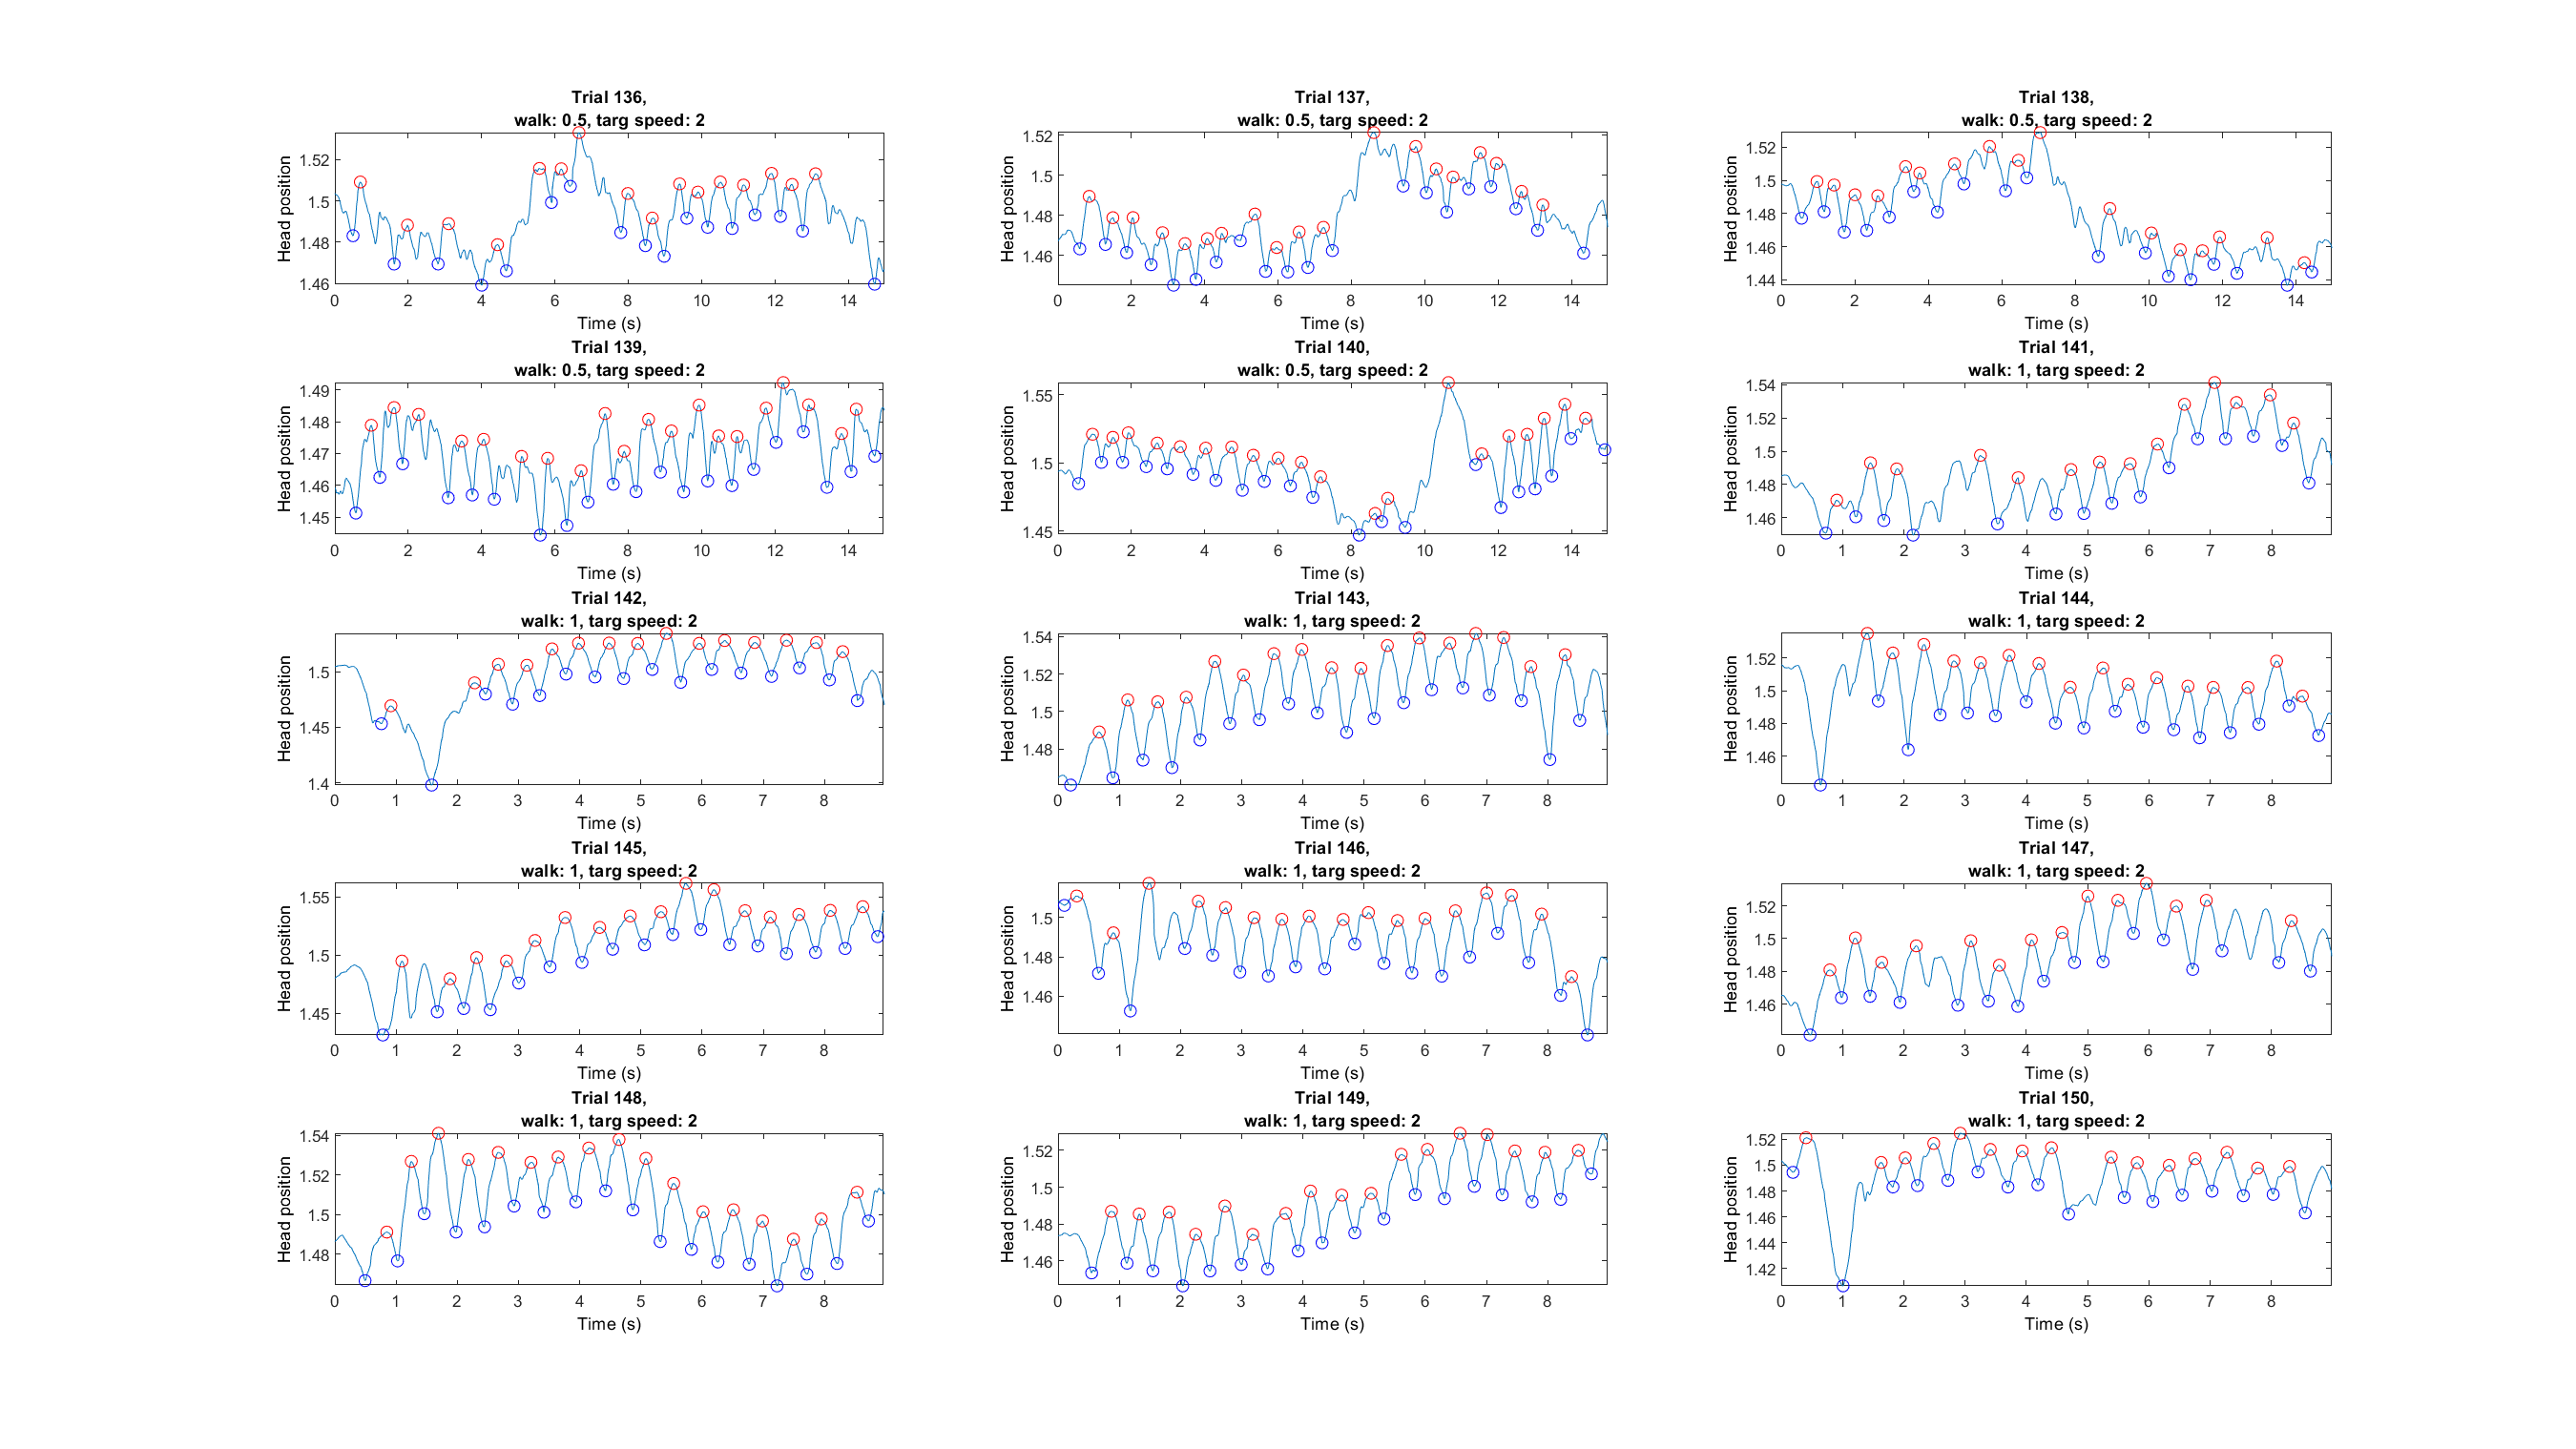 Trial 136,
walk: 0.5, targ speed: 2
Head position
1.52
1.5
1.48
1.46
0 2 4 6 8 10 12 14
Time (s)
Trial 137,
walk: 0.5, targ speed: 2
Head position
1.52
1.5
1.48
1.46
0 2 4 6 8 10 12 14
Time (s)
Trial 138,
walk: 0.5, targ speed: 2
Head position
1.52
1.5
1.48
1.46
1.44
0 2 4 6 8 10 12 14
Time (s)
Trial 139,
walk: 0.5, targ speed: 2
Head position
1.49
1.48
1.47
1.46
1.45
0 2 4 6 8 10 12 14
Time (s)
Trial 140,
walk: 0.5, targ speed: 2
Head position
1.55
1.5
1.45
0 2 4 6 8 10 12 14
Time (s)
Trial 141,
walk: 1, targ speed: 2
Head position
1.54
1.52
1.5
1.48
1.46
0 1 2 3 4 5 6 7 8
Time (s)
Trial 142,
walk: 1, targ speed: 2
Head position
1.5
1.45
1.4
0 1 2 3 4 5 6 7 8
Time (s)
Trial 143,
walk: 1, targ speed: 2
Head position
1.54
1.52
1.5
1.48
0 1 2 3 4 5 6 7 8
Time (s)
Trial 144,
walk: 1, targ speed: 2
Head position
1.52
1.5
1.48
1.46
0 1 2 3 4 5 6 7 8
Time (s)
Trial 145,
walk: 1, targ speed: 2
Head position
1.55
1.5
1.45
0 1 2 3 4 5 6 7 8
Time (s)
Trial 146,
walk: 1, targ speed: 2
Head position
1.5
1.48
1.46
0 1 2 3 4 5 6 7 8
Time (s)
Trial 147,
walk: 1, targ speed: 2
Head position
1.52
1.5
1.48
1.46
0 1 2 3 4 5 6 7 8
Time (s)
Trial 148,
walk: 1, targ speed: 2
Head position
1.54
1.52
1.5
1.48
0 1 2 3 4 5 6 7 8
Time (s)
Trial 149,
walk: 1, targ speed: 2
Head position
1.52
1.5
1.48
1.46
0 1 2 3 4 5 6 7 8
Time (s)
Trial 150,
walk: 1, targ speed: 2
Head position
1.52
1.5
1.48
1.46
1.44
1.42
0 1 2 3 4 5 6 7 8
Time (s)